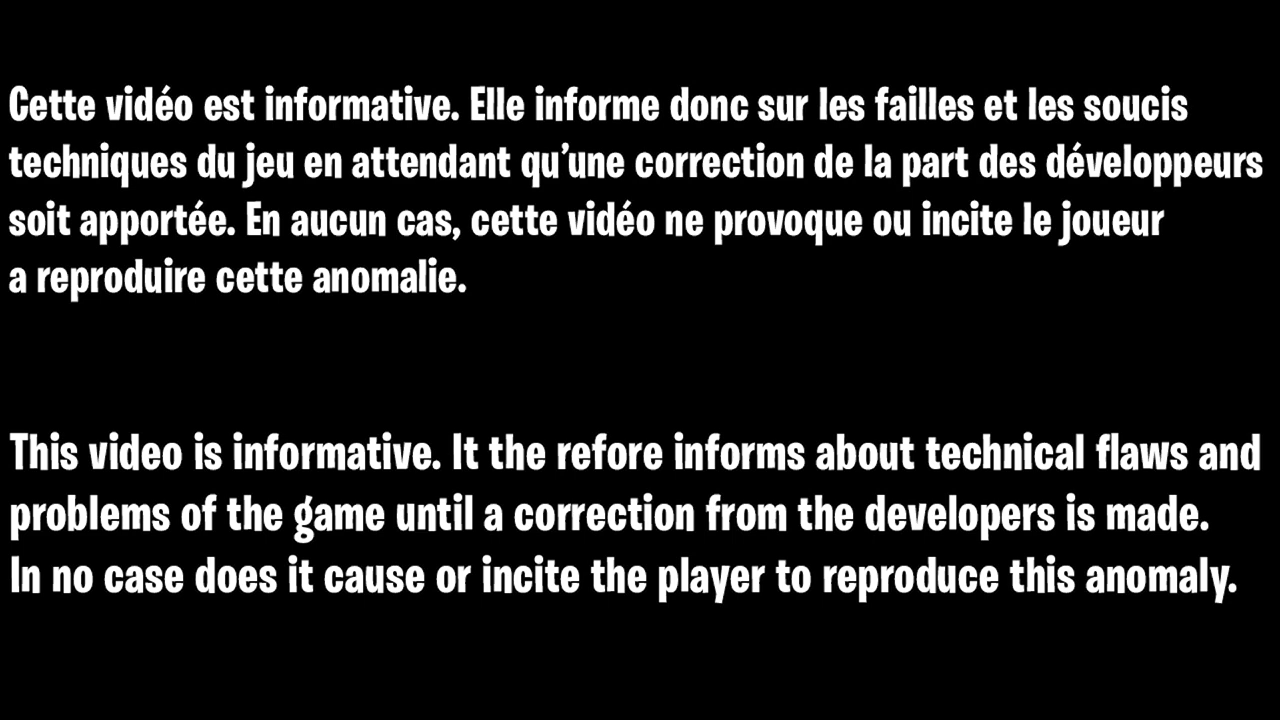 Cette vidéo est informative. Elle informe donc sur les failles et les soucis
techniques du jeu en attendant qu’une correction de la part des développeurs
soit apportée. En aucun cas, cette vidéo ne provoque ou incite le joueur
a reproduire cette anomalie.
This video is informative. It the refore informs about technical flaws and
problems of the game until a correction from the developers is made.
In no case does it cause or incite the player to reproduce this anomaly.